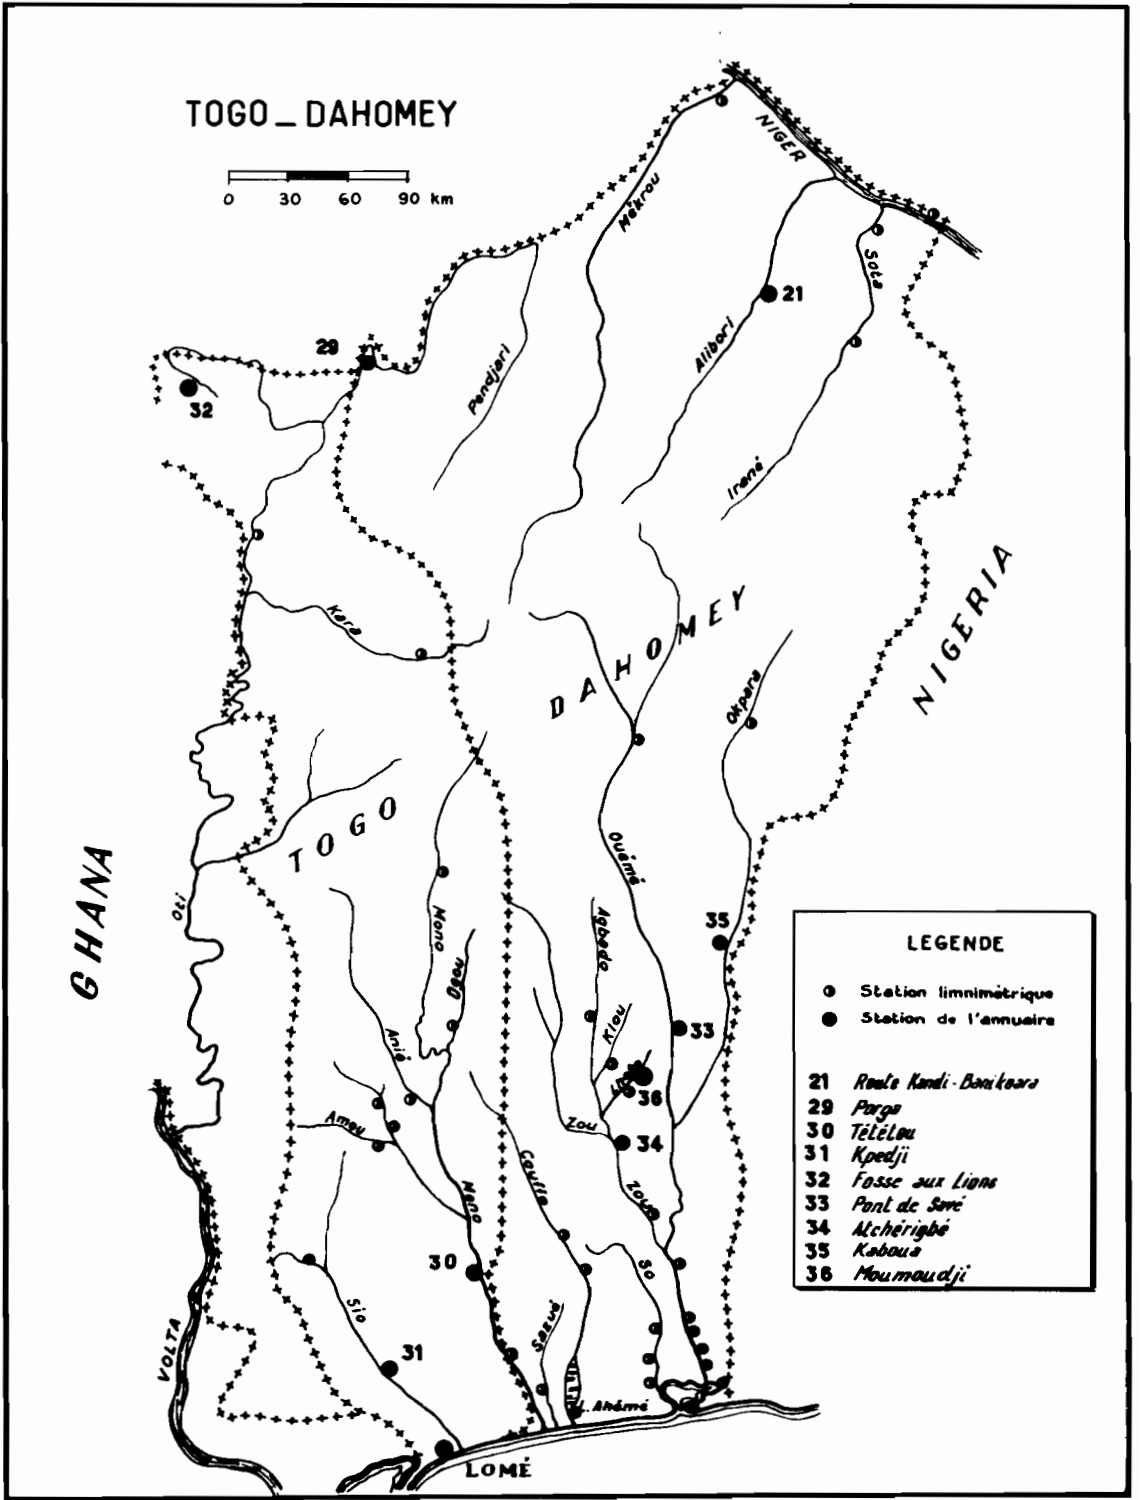 TOGO_DAHOMEY
0 30 60 90 km
NIGER
Mékrou
Sota
21
Alibori
29
Pendjari
32
Irané
NIGERIA
Kara
DAHOMEY
Okpara
TOGO
GHANA
Oti
Ouémé
Mono
Ogou
Agbado
35
Klou
33
Anié
36
Amou
Zou
34
Couffo
Zou
Mono
30
So
Sio
Sazué
VOLTA
31
L. Ahémé
LOMÉ
LEGENDE
Station limnimétrique
Station de l'annuaire
21 Route Kandi-Banikoara
29 Porga
30 Tététou
31 Kpedji
32 Fosse aux Lions
33 Pont de Savé
34 Atchérigbé
35 Kaboua
36 Moumoudji